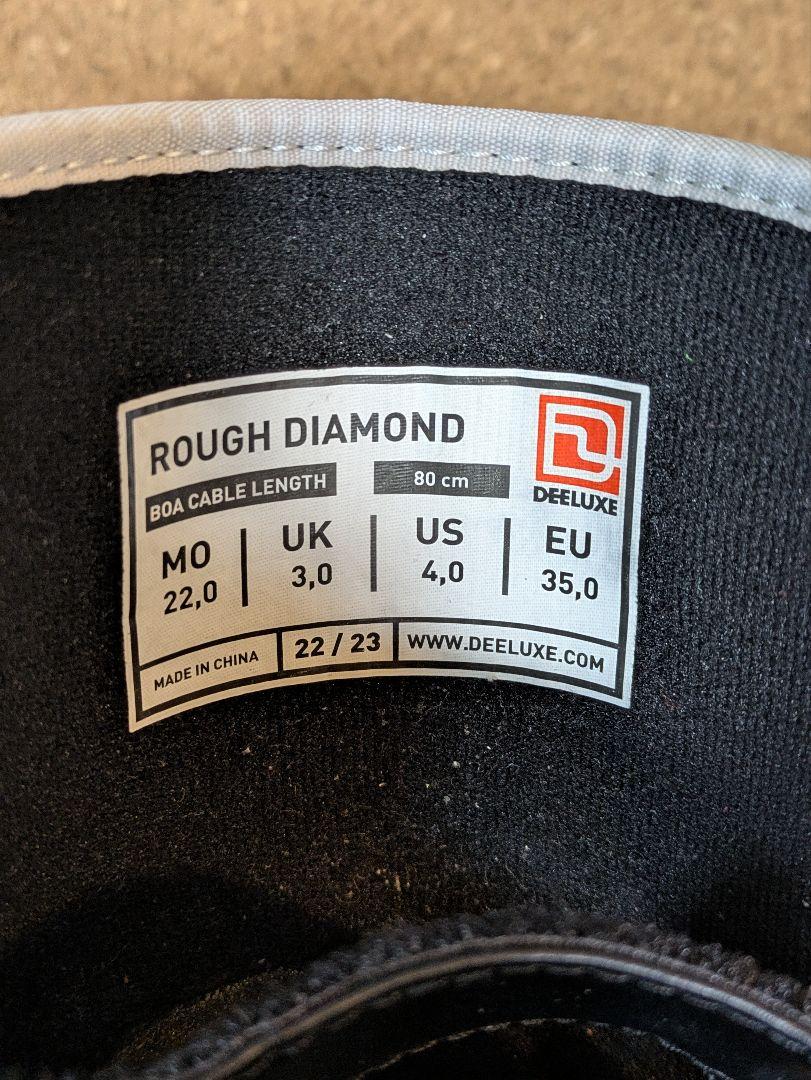 ROUGH DIAMOND
BOA CABLE LENGTH 80 cm
DEELUXE
MO UK US EU
22,0 3,0 4,0 35,0
MADE IN CHINA 22 / 23 WWW.DEELUXE.COM